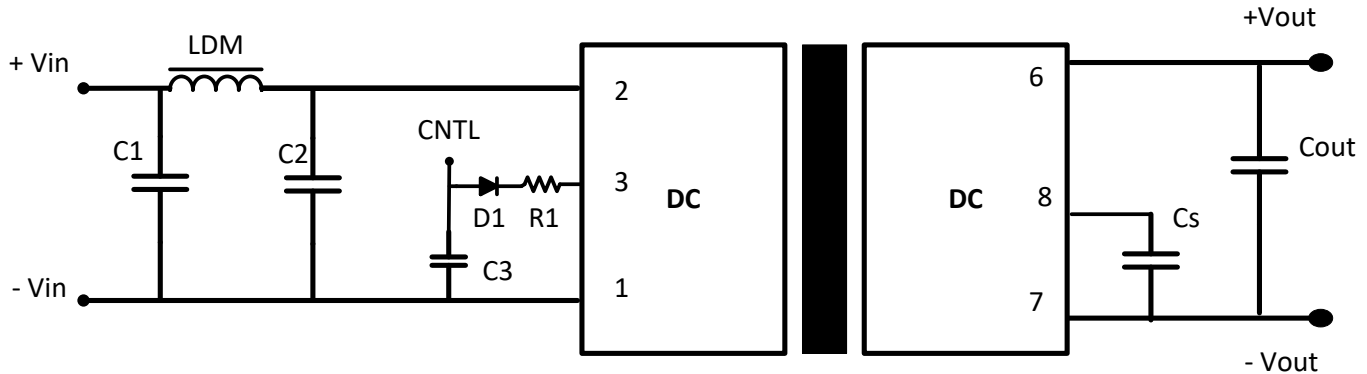 LDM
+ Vin
C1
C2
CNTL
D1
R1
C3
- Vin
2
3
1
DC
DC
6
8
7
Cs
+Vout
Cout
- Vout